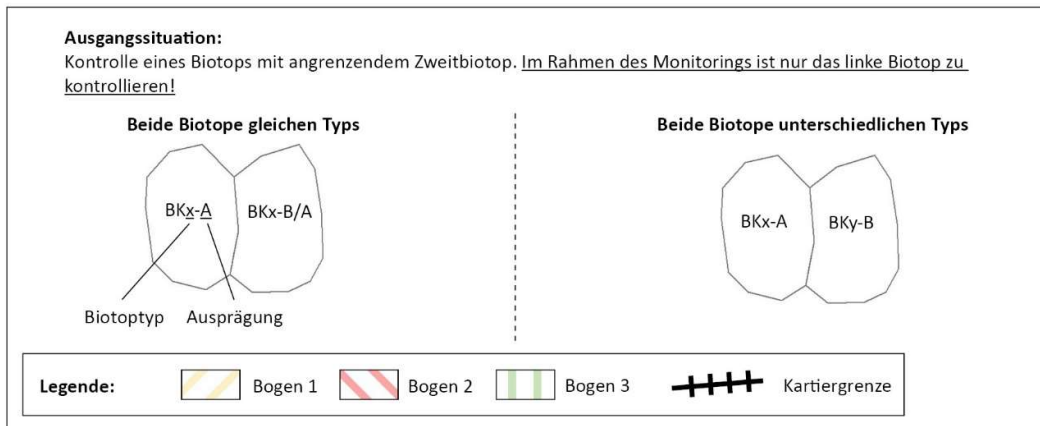 Ausgangssituation:
Kontrolle eines Biotops mit angrenzendem Zweitbiotop. Im Rahmen des Monitorings ist nur das linke Biotop zu
kontrollieren!
Beide Biotope gleichen Typs
BKx-A
BKx-B/A
Biotoptyp
Ausprägung
Beide Biotope unterschiedlichen Typs
BKx-A
BKy-B
Legende:
Bogen 1
Bogen 2
Bogen 3
Kartiergrenze